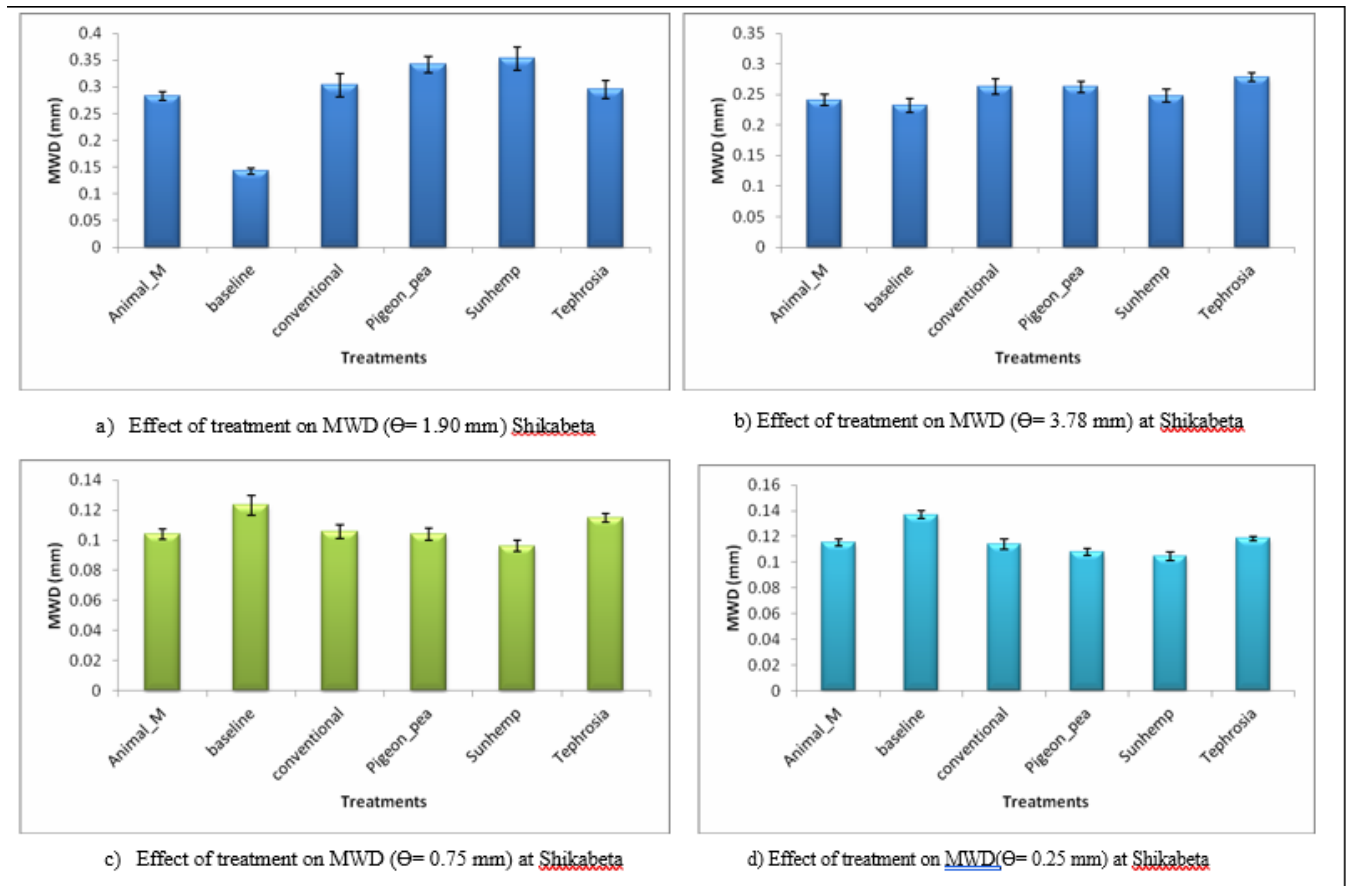 0.4
0.35
0.3
0.25
0.2
0.15
0.1
0.05
0
MWD (mm)
Animal_M
baseline
conventional
Pigeon_pea
Sunhemp
Tephrosia
Treatments
a) Effect of treatment on MWD (Ѳ= 1.90 mm) Shikabeta
0.35
0.3
0.25
0.2
0.15
0.1
0.05
0
MWD (mm)
Animal_M
baseline
conventional
Pigeon_pea
Sunhemp
Tephrosia
Treatments
b) Effect of treatment on MWD (Ѳ= 3.78 mm) at Shikabeta
0.14
0.12
0.1
0.08
0.06
0.04
0.02
0
MWD (mm)
Animal_M
baseline
conventional
Pigeon_pea
Sunhemp
Tephrosia
Treatments
c) Effect of treatment on MWD (Ѳ= 0.75 mm) at Shikabeta
0.16
0.14
0.12
0.1
0.08
0.06
0.04
0.02
0
MWD (mm)
Animal_M
baseline
conventional
Pigeon_pea
Sunhemp
Tephrosia
Treatments
d) Effect of treatment on MWD(Ѳ= 0.25 mm) at Shikabeta